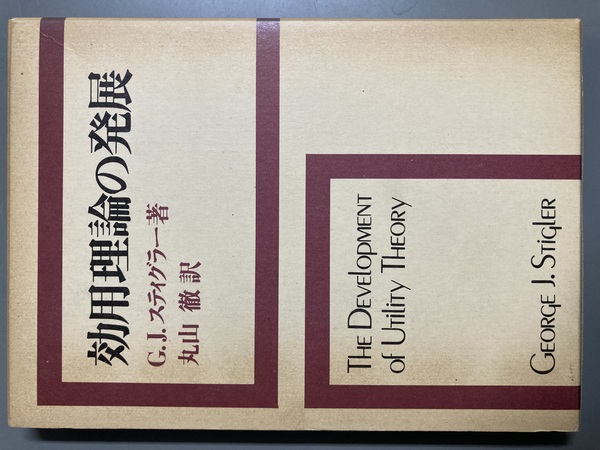 効用理論の発展
G.J.スティグラー著
丸山 徹 訳
THE DEVELOPMENT
of UTILITY THEORY
GEORGE J. STIGLER